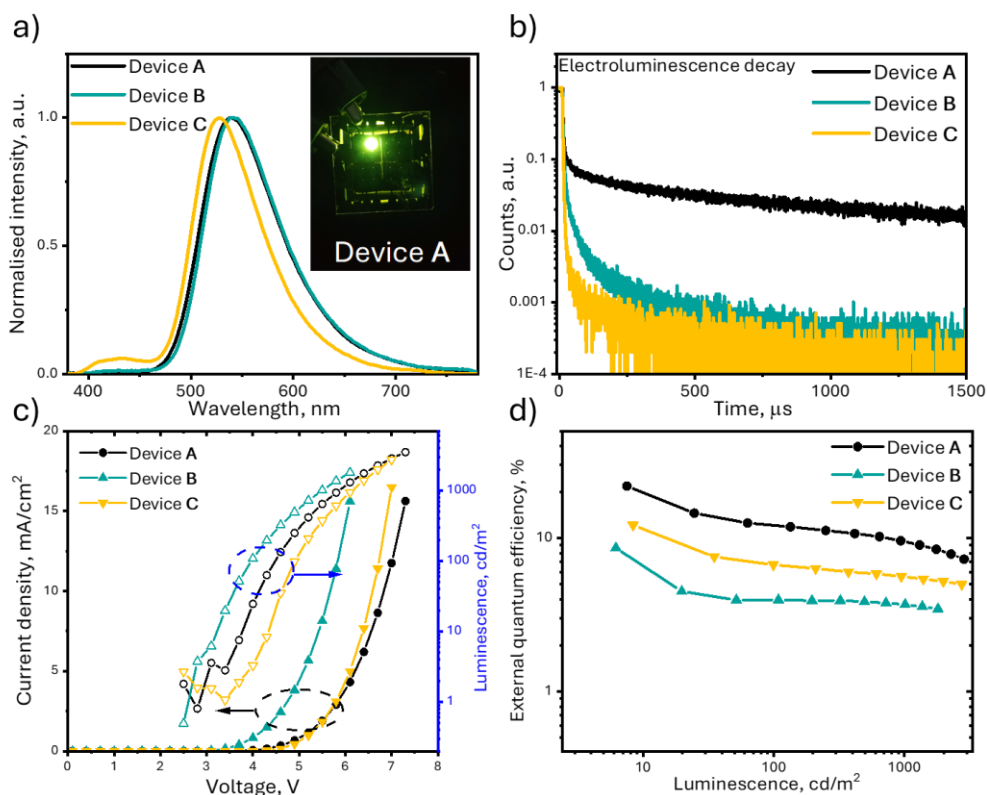 a)
Device A
Device B
Device C
1.0
0.5
0.0
400
500
600
700
Normalised intensity, a.u.
Wavelength, nm
Device A
b)
Electroluminescence decay
Device A
Device B
Device C
1
0.1
0.01
0.001
1E-4
0
500
1000
1500
Counts, a.u.
Time, μs
c)
Device A
Device B
Device C
20
15
10
5
0
0
1
2
3
4
5
6
7
8
1000
100
10
1
Current density, mA/cm²
Luminescence, cd/m²
Voltage, V
d)
Device A
Device B
Device C
10%
1%
10
100
1000
External quantum efficiency, %
Luminescence, cd/m²